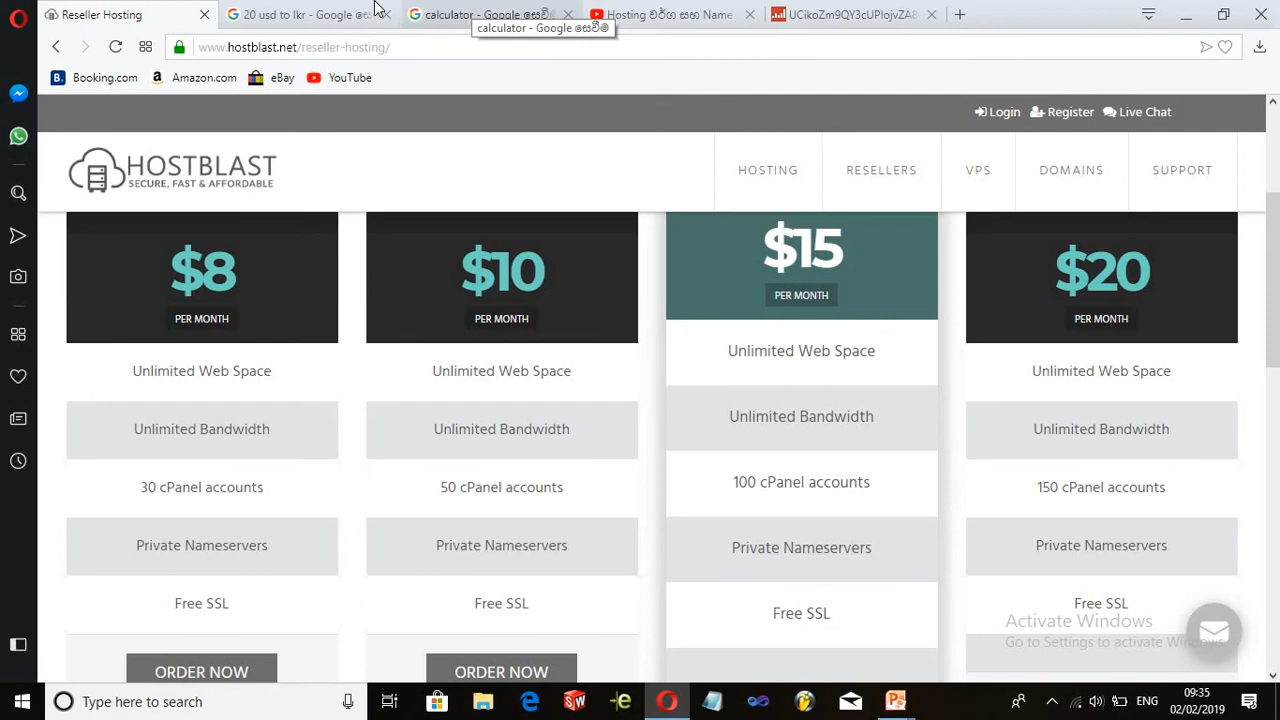 Reseller Hosting
20 usd to lkr - Google සෙ
calculator - Google සෙවීම්
Hosting වර්ග සහ Name
UCikoZm9QY3cUPlojvZA8
calculator - Google සෙවීම්
www.hostblast.net/reseller-hosting/
B. Booking.com
a Amazon.com
eBay
YouTube
Login
Register
Live Chat
HOSTBLAST
SECURE, FAST & AFFORDABLE
HOSTING
RESELLERS
VPS
DOMAINS
SUPPORT
$8
$10
$15
$20
PER MONTH
PER MONTH
PER MONTH
PER MONTH
Unlimited Web Space
Unlimited Web Space
Unlimited Web Space
Unlimited Web Space
Unlimited Bandwidth
Unlimited Bandwidth
Unlimited Bandwidth
Unlimited Bandwidth
30 cPanel accounts
50 cPanel accounts
100 cPanel accounts
150 cPanel accounts
Private Nameservers
Private Nameservers
Private Nameservers
Private Nameservers
Free SSL
Free SSL
Free SSL
Free SSL
ORDER NOW
ORDER NOW
Activate Windows
Go to Settings to activate Windows.
Type here to search
ENG
09:35
02/02/2019